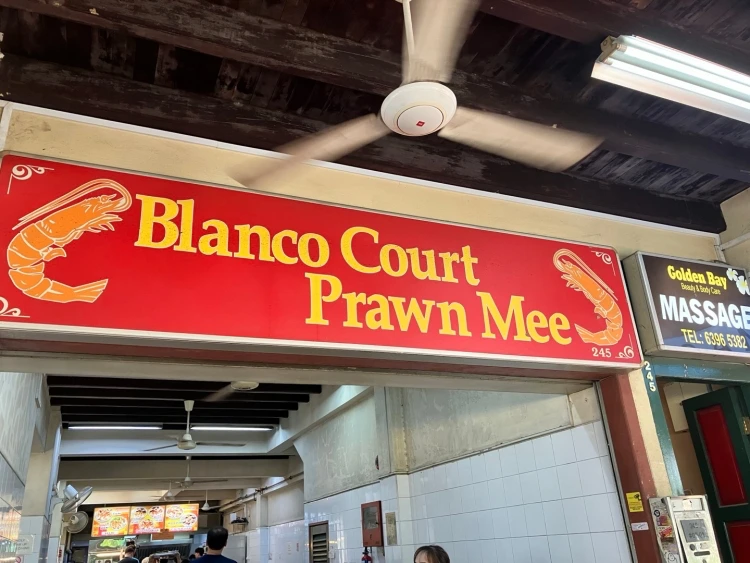 Blanco Court
Prawn Mee
245
Golden Bay
Beauty & Body Care
MASSAGE
TEL: 6396 5382
245